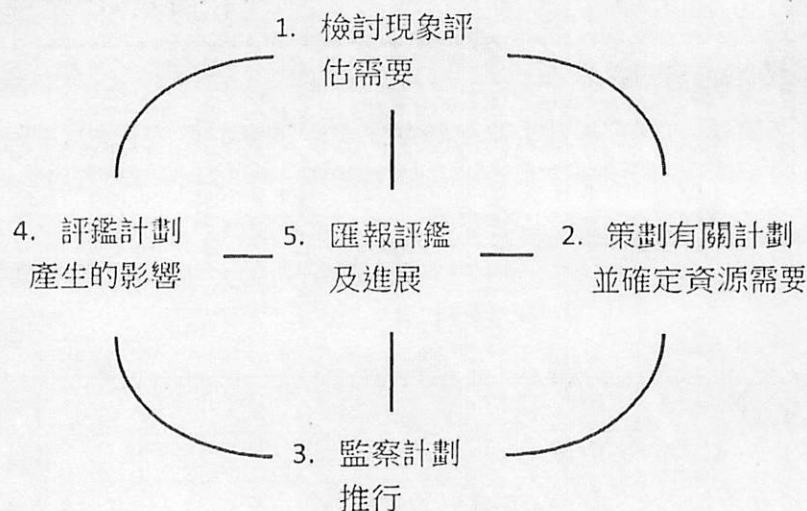 1. 檢討現象評
估需要
4. 評鑑計劃
產生的影響
5. 匯報評鑑
及進展
2. 策劃有關計劃
並確定資源需要
3. 監察計劃
推行